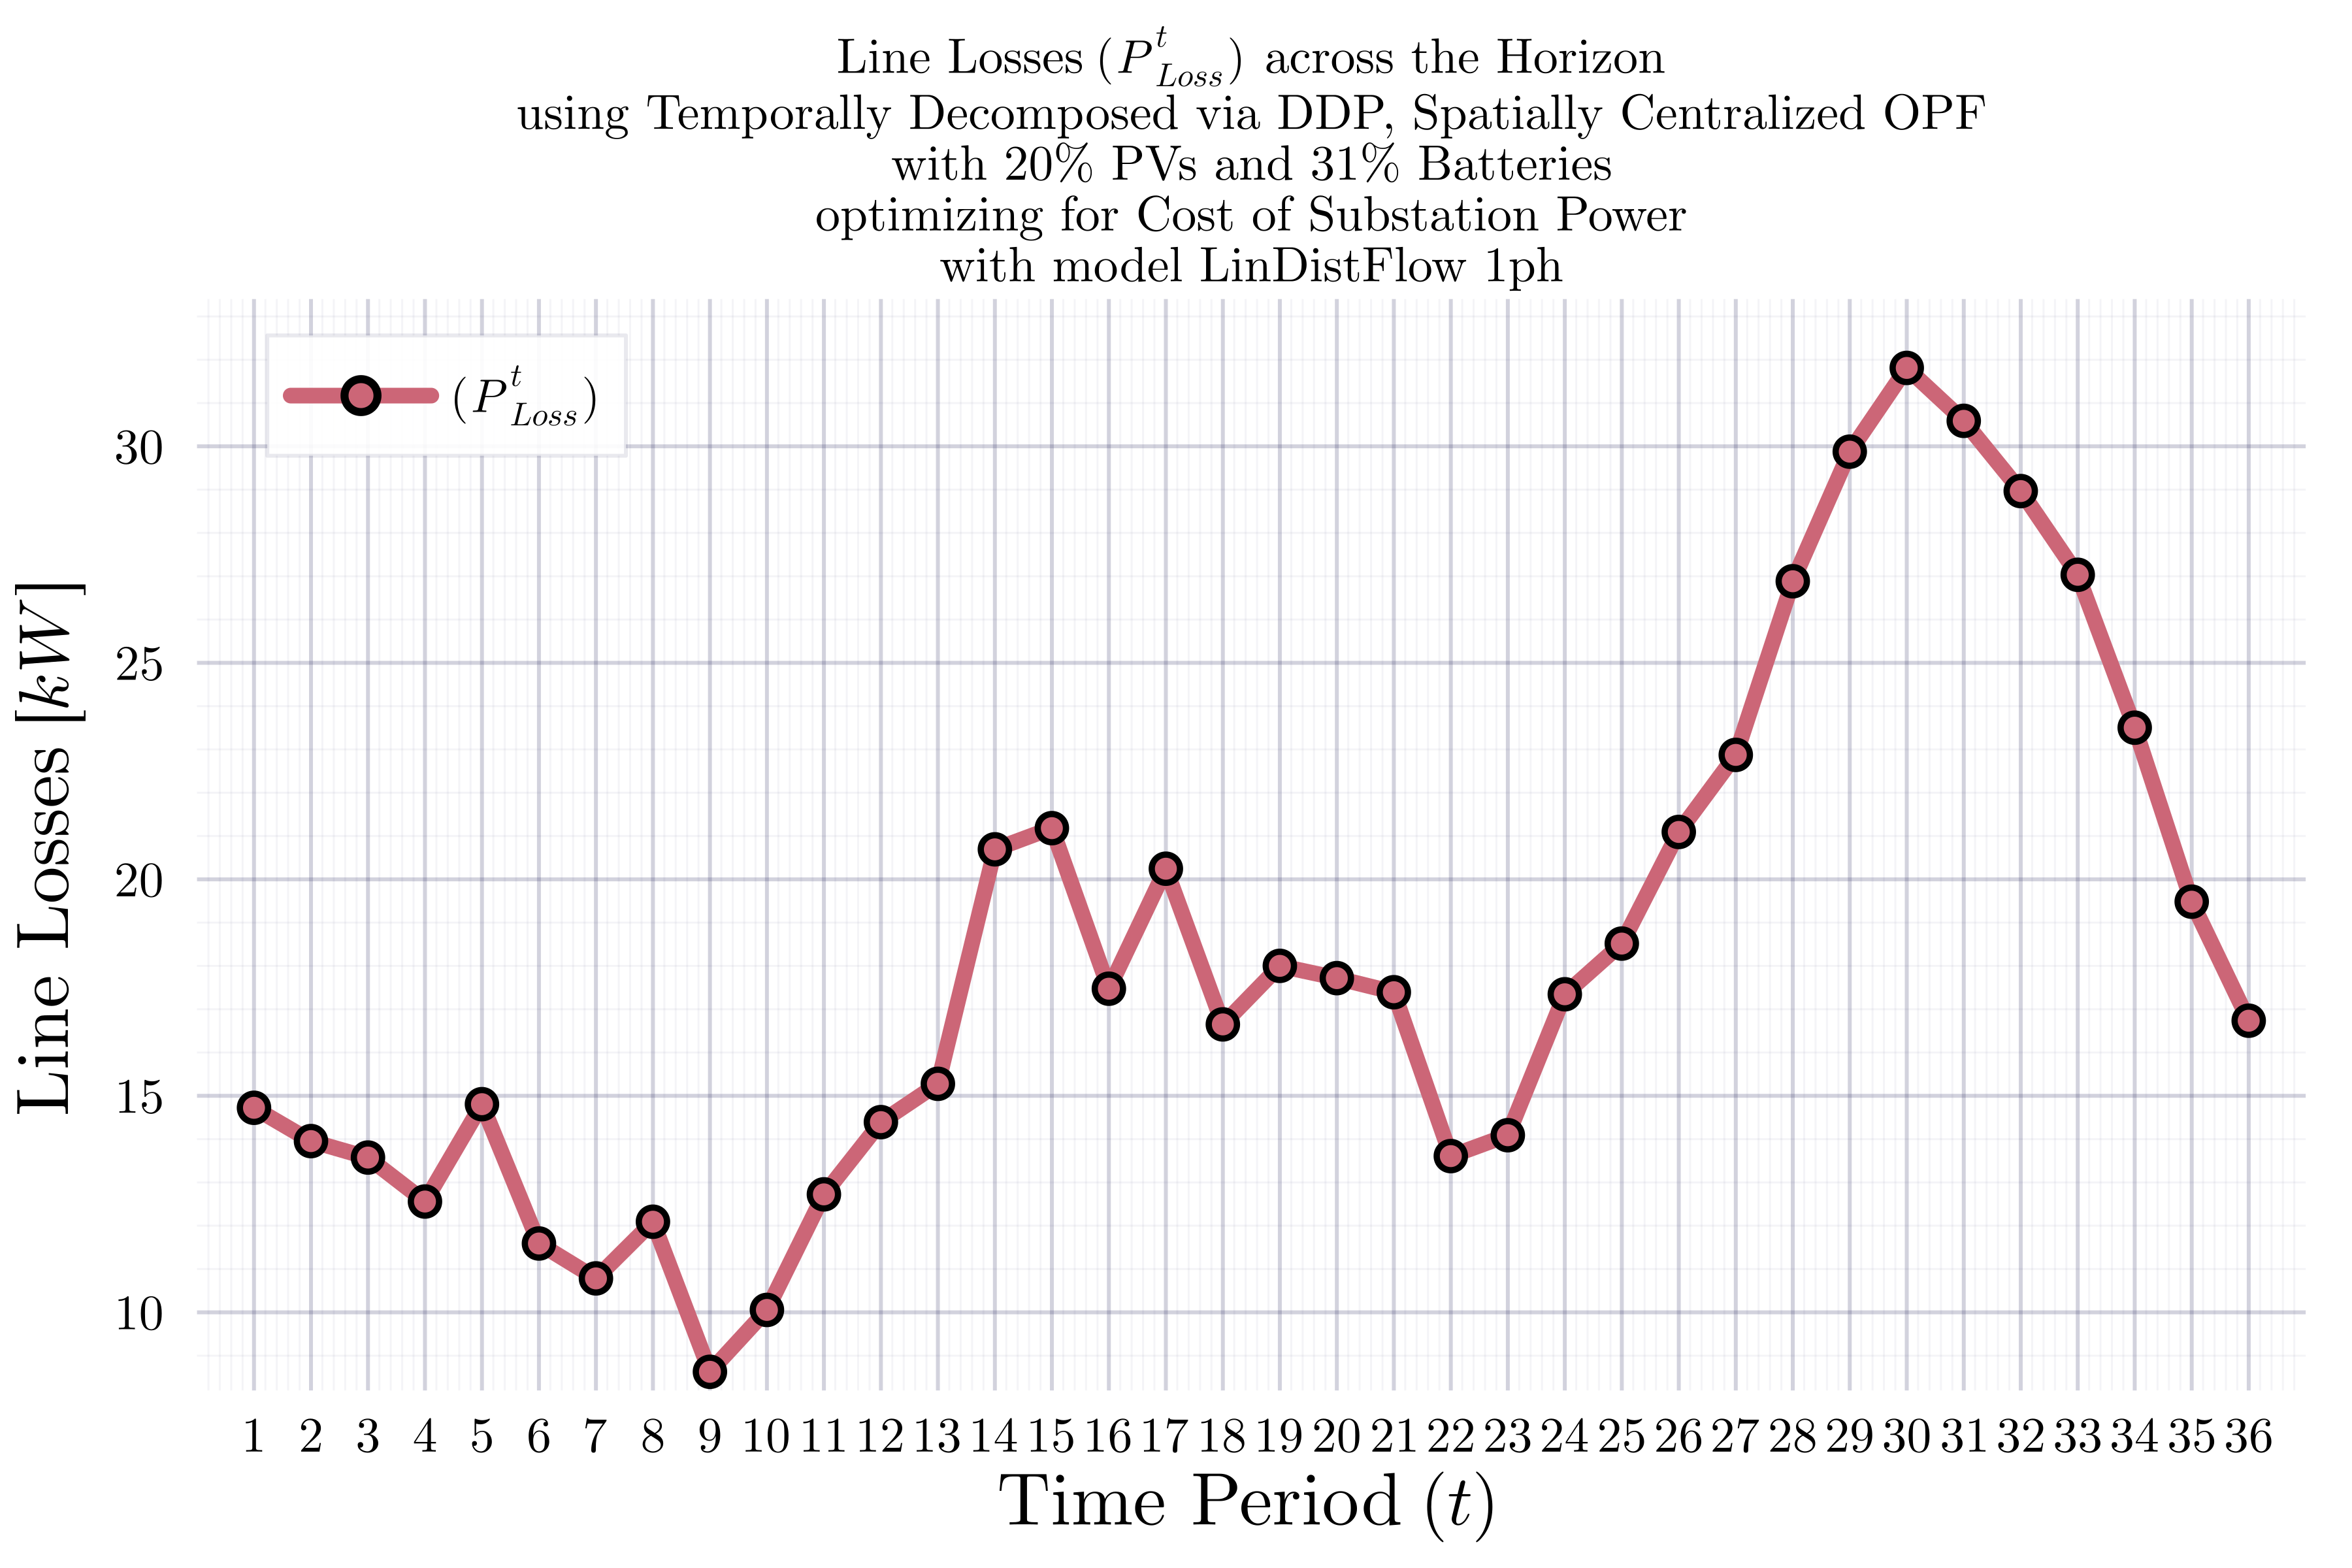 Line Losses (P^t_Loss) across the Horizon
using Temporally Decomposed via DDP, Spatially Centralized OPF
with 20% PVs and 31% Batteries
optimizing for Cost of Substation Power
with model LinDistFlow 1ph
(P^t_Loss)
Line Losses [kW]
30
25
20
15
10
1 2 3 4 5 6 7 8 9 10 11 12 13 14 15 16 17 18 19 20 21 22 23 24 25 26 27 28 29 30 31 32 33 34 35 36
Time Period (t)